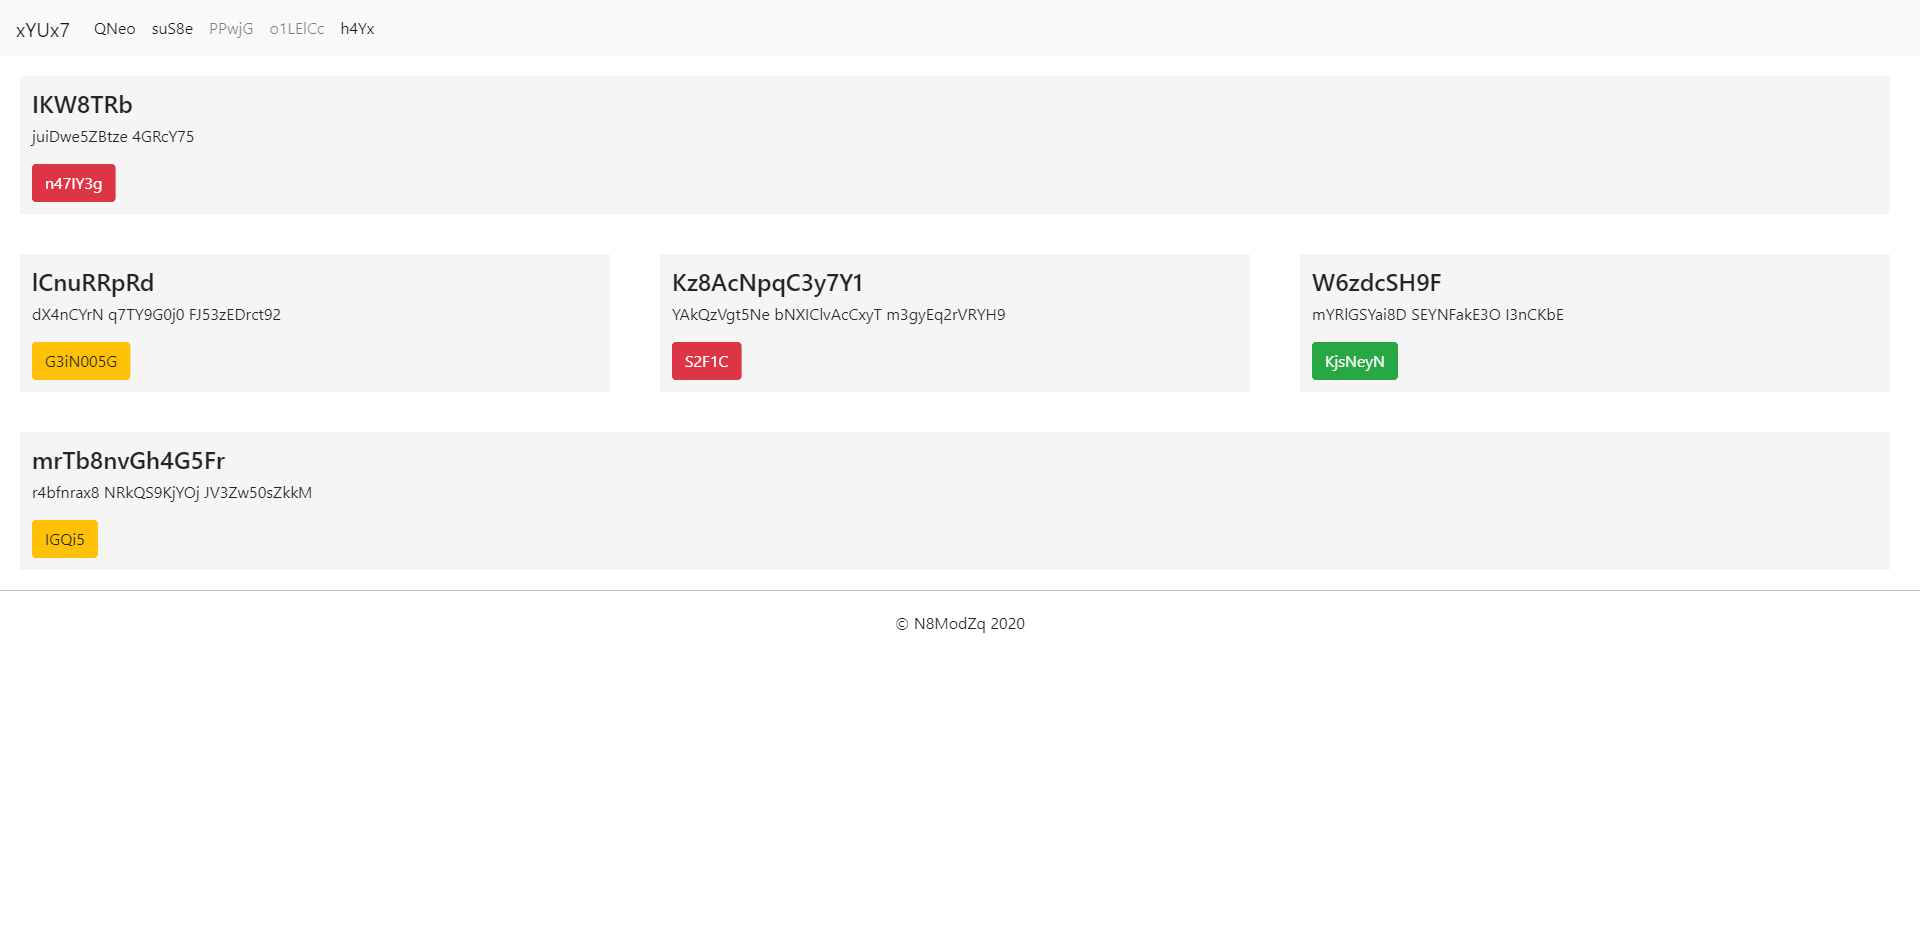 xYUx7 QNeo suS8e PPwjG o1LElCc h4Yx
IKW8TRb
juiDwe5ZBtze 4GRcY75
n47lY3g
lCnuRRpRd
dX4nCYrN q7TY9G0j0 FJ53zEDrct92
G3iN005G
Kz8AcNpqC3y7Y1
YAkQzVgt5Ne bNXIClvAcCxyT m3gyEq2rVRYH9
S2F1C
W6zdcSH9F
mYRlGSYai8D SEYNFakE3O I3nCKbE
KjsNeyN
mrTb8nvGh4G5Fr
r4bfnrax8 NRkQS9KjYOj JV3Zw50sZkkM
IGQi5
© N8ModZq 2020